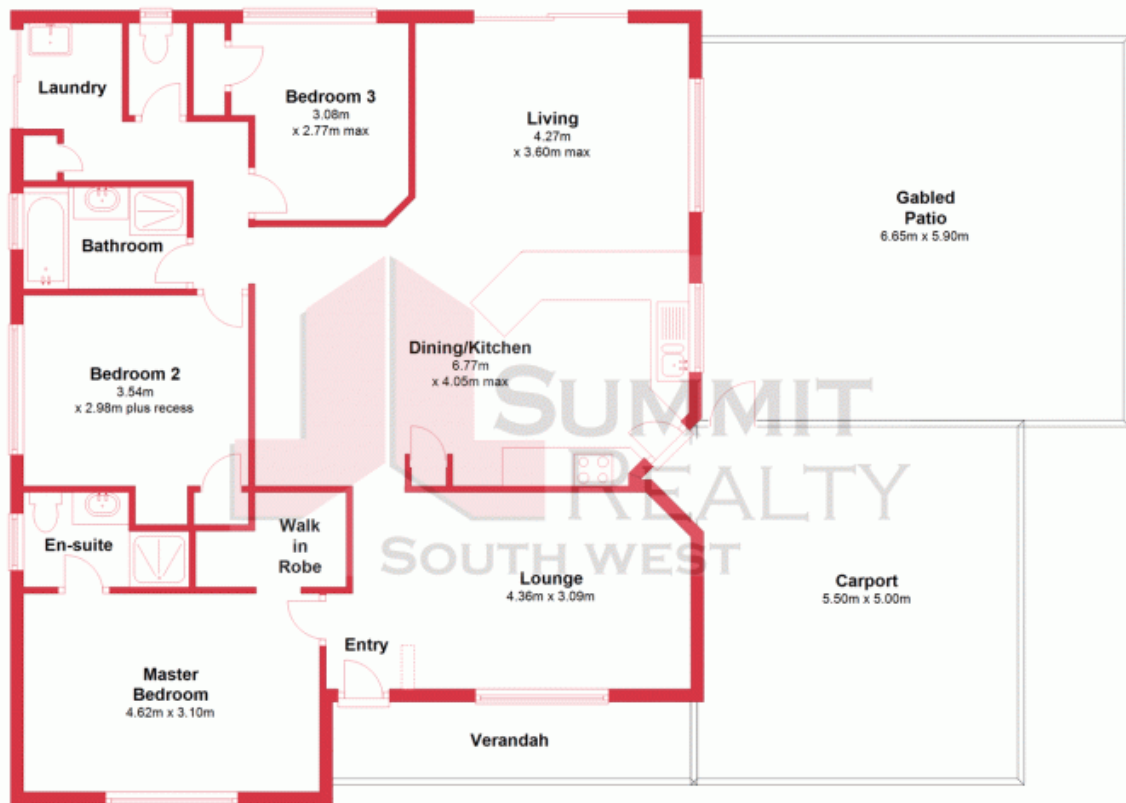 Laundry
Bedroom 3
3.08m
x 2.77m max
Living
4.27m
x 3.60m max
Gabled
Patio
6.65m x 5.90m
Bathroom
Dining/Kitchen
6.77m
x 4.05m max
Bedroom 2
3.54m
x 2.98m plus recess
SUMMIT
REALTY
SOUTH WEST
Walk
in
Robe
En-suite
Lounge
4.36m x 3.09m
Carport
5.50m x 5.00m
Entry
Master
Bedroom
4.62m x 3.10m
Verandah